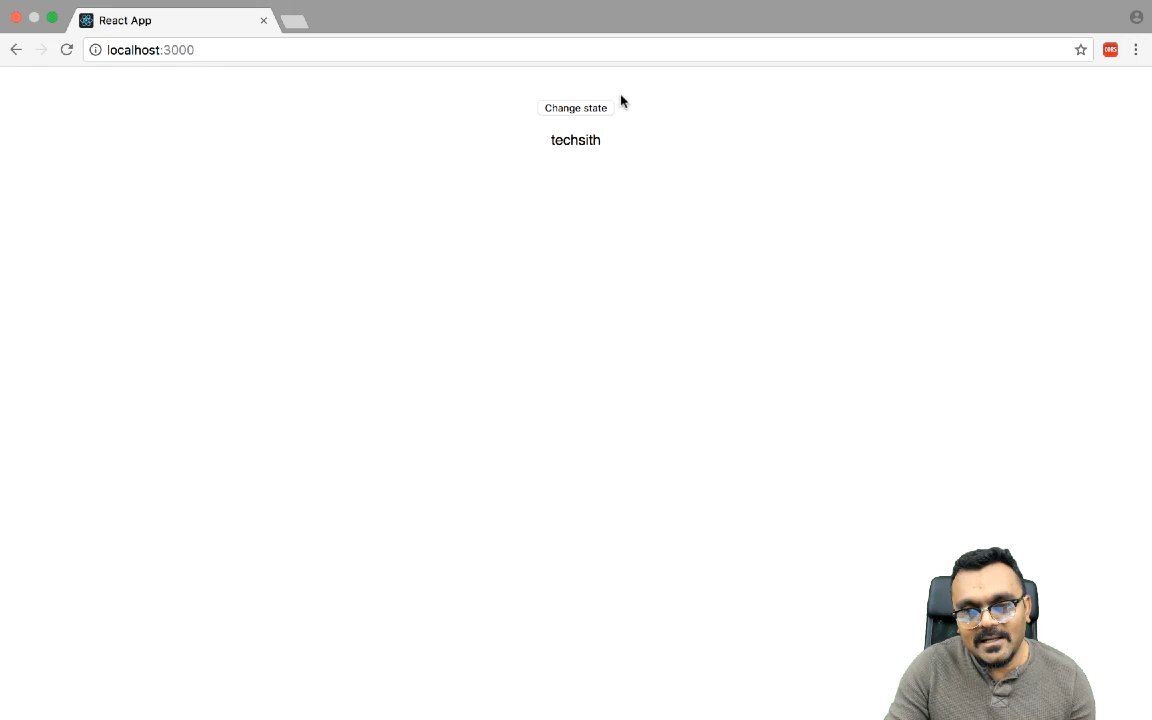 React App
localhost:3000
Change state
techsith